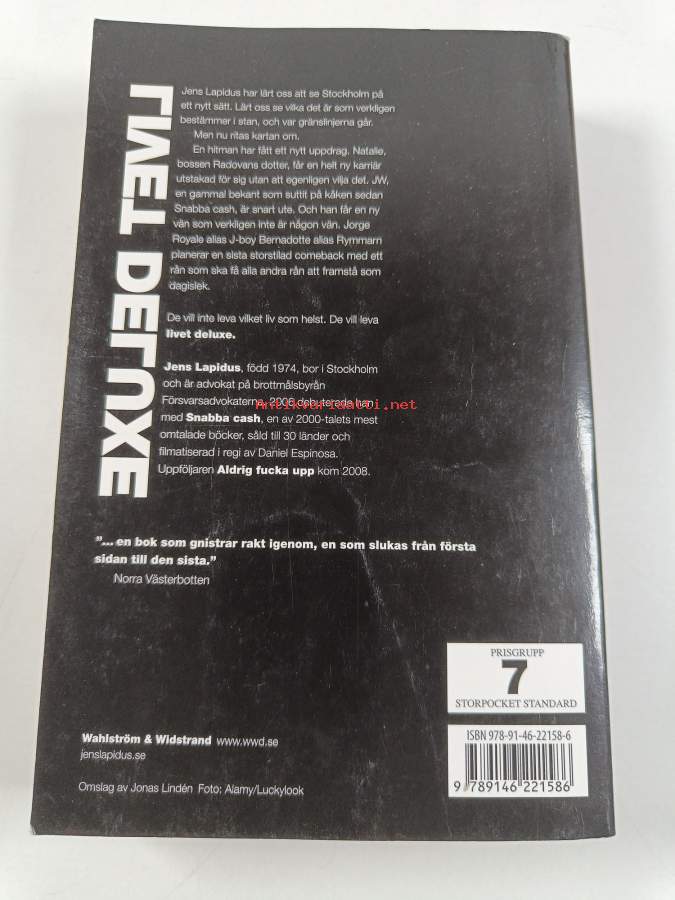 LIVET DELUXE
Jens Lapidus har lärt oss att se Stockholm på
ett nytt sätt. Lärt oss se vilka det är som verkligen
bestämmer i stan, och var gränslinjerna går.
Men nu ritas kartan om.
En hitman har fått ett nytt uppdrag. Natalie,
bossen Radovans dotter, får en helt ny karriär
utstakad för sig utan att egenligen vilja det. JW,
en gammal bekant som suttit på kåken sedan
Snabba cash, är snart ute. Och han får en ny
vän som verkligen inte är någon vän. Jorge
Royale alias J-boy Bernadotte alias Rymmarn
planerar en sista storstilad comeback med ett
rån som ska få alla andra rån att framstå som
dagislek.
De vill inte leva vilket liv som helst. De vill leva
livet deluxe.
Jens Lapidus, född 1974, bor i Stockholm
och är advokat på brottmålsbyrån
Försvarsadvokaterna. 2006 debuterade han
Antikvariaatti.net
med Snabba cash, en av 2000-talets mest
omtalade böcker, såld till 30 länder och
filmatiserad i regi av Daniel Espinosa.
Uppföljaren Aldrig fucka upp kom 2008.
"... en bok som gnistrar rakt igenom, en som slukas från första
sidan till den sista."
Norra Västerbotten
PRISGRUPP
7
STORPOCKET STANDARD
ISBN 978-91-46-22158-6
9 789146 221586
Wahlström & Widstrand www.wwd.se
jenslapidus.se
Omslag av Jonas Lindén Foto: Alamy/Luckylook